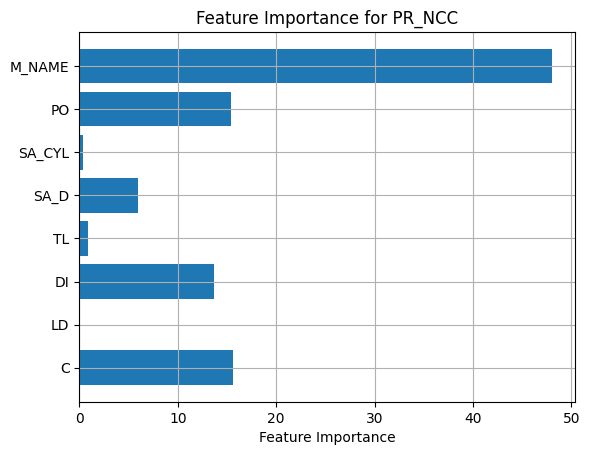 Feature Importance for PR_NCC
M_NAME
PO
SA_CYL
SA_D
TL
DI
LD
C
0 10 20 30 40 50
Feature Importance